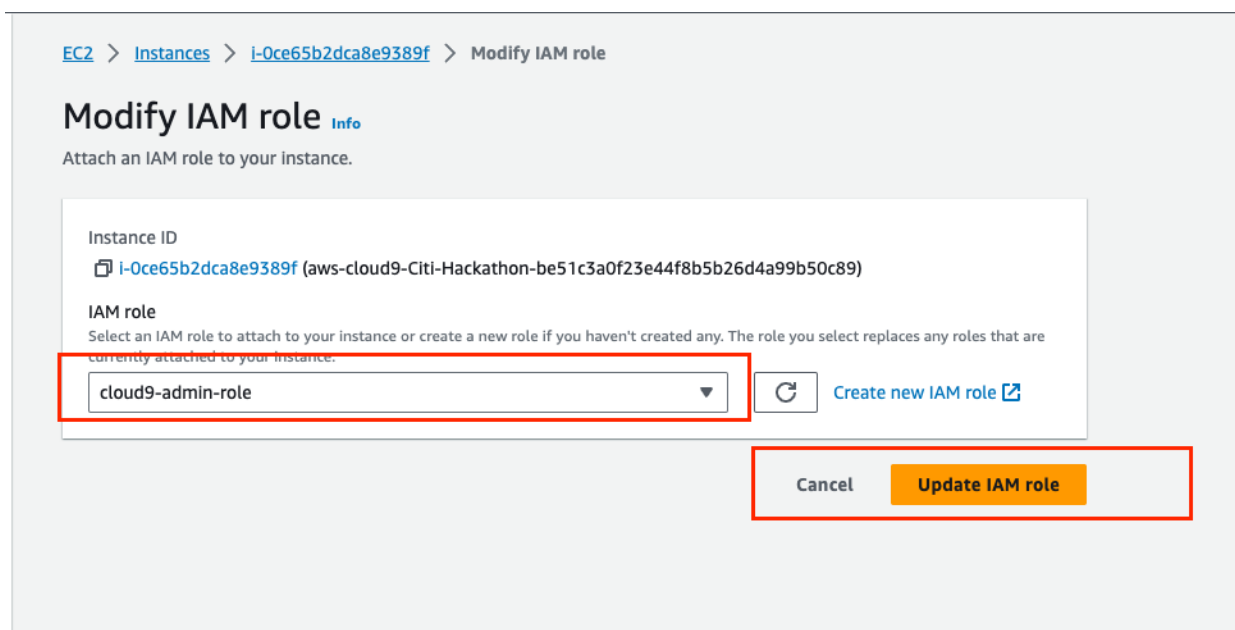 EC2 > Instances > i-0ce65b2dca8e9389f > Modify IAM role
Modify IAM role Info
Attach an IAM role to your instance.
Instance ID
i-0ce65b2dca8e9389f (aws-cloud9-Citi-Hackathon-be51c3a0f23e44f8b5b26d4a99b50c89)
IAM role
Select an IAM role to attach to your instance or create a new role if you haven't created any. The role you select replaces any roles that are
currently attached to your instance.
cloud9-admin-role Create new IAM role
Cancel Update IAM role